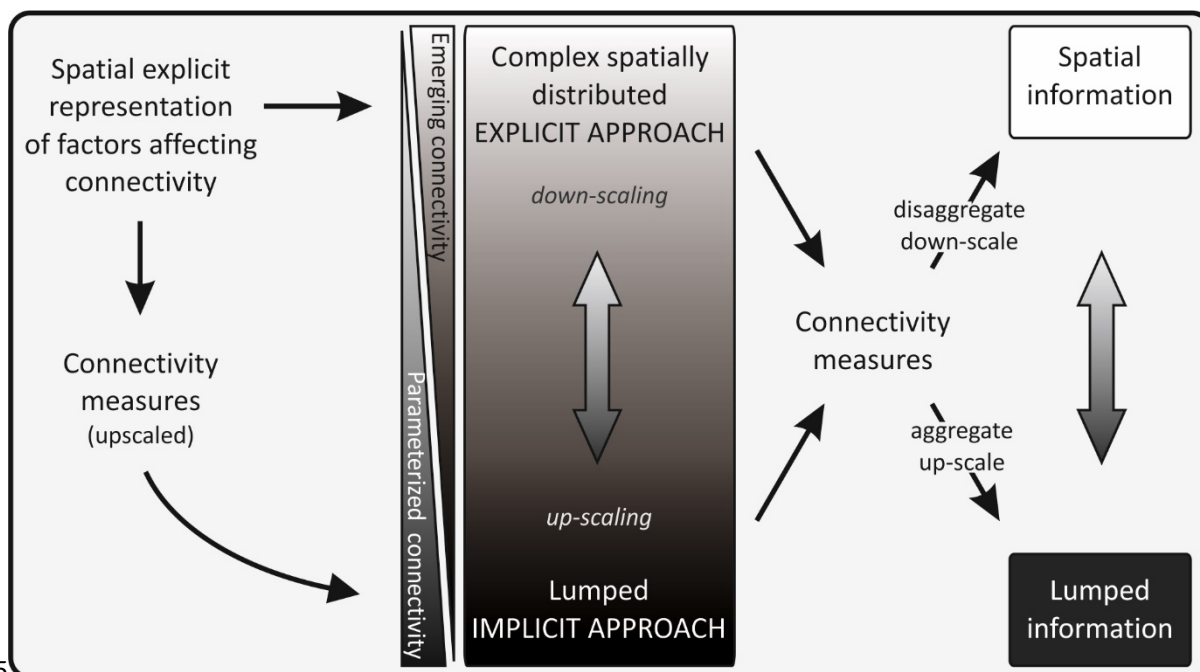 Spatial explicit
representation
of factors affecting
connectivity
Connectivity
measures
(upscaled)
Emerging connectivity
Parameterized connectivity
Complex spatially
distributed
EXPLICIT APPROACH
down-scaling
up-scaling
Lumped
IMPLICIT APPROACH
Connectivity
measures
disaggregate
down-scale
aggregate
up-scale
Spatial
information
Lumped
information
5